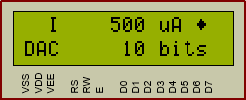 I 500 uA ♦
DAC 10 bits
VSS VDD VEE RS RW E D0 D1 D2 D3 D4 D5 D6 D7